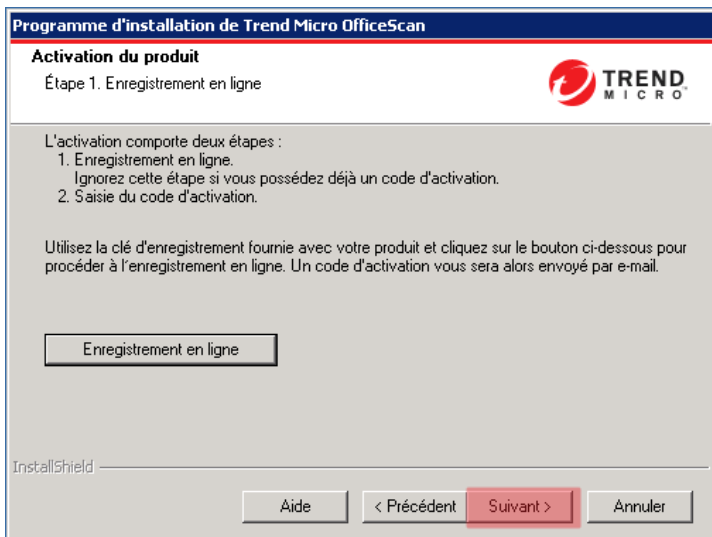 Programme d'installation de Trend Micro OfficeScan
Activation du produit
Étape 1. Enregistrement en ligne
TREND
MICRO™
L'activation comporte deux étapes :
1. Enregistrement en ligne.
Ignorez cette étape si vous possédez déjà un code d'activation.
2. Saisie du code d'activation.
Utilisez la clé d'enregistrement fournie avec votre produit et cliquez sur le bouton ci-dessous pour
procéder à l'enregistrement en ligne. Un code d'activation vous sera alors envoyé par e-mail.
Enregistrement en ligne
InstallShield
Aide
< Précédent
Suivant >
Annuler